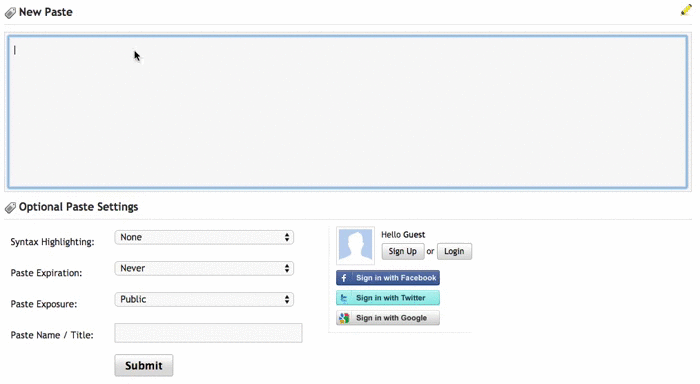 New Paste
Optional Paste Settings
Syntax Highlighting: None
Paste Expiration: Never
Paste Exposure: Public
Paste Name / Title:
Submit
Hello Guest
Sign Up or Login
Sign in with Facebook
Sign in with Twitter
Sign in with Google